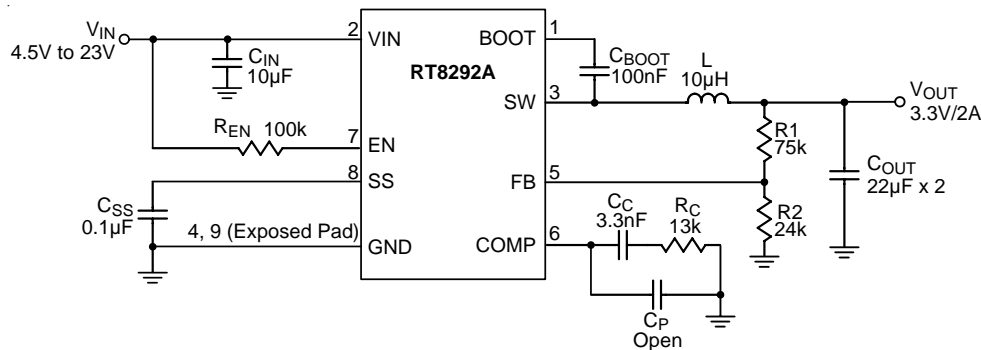 VIN
4.5V to 23V
CIN
10µF
REN 100k
CSS
0.1µF
4, 9 (Exposed Pad)
2
7
8
VIN
EN
SS
GND
RT8292A
BOOT
SW
FB
COMP
1
3
5
6
CBOOT
100nF
L
10µH
CC
3.3nF
RC
13k
CP
Open
R1
75k
R2
24k
COUT
22µF x 2
VOUT
3.3V/2A